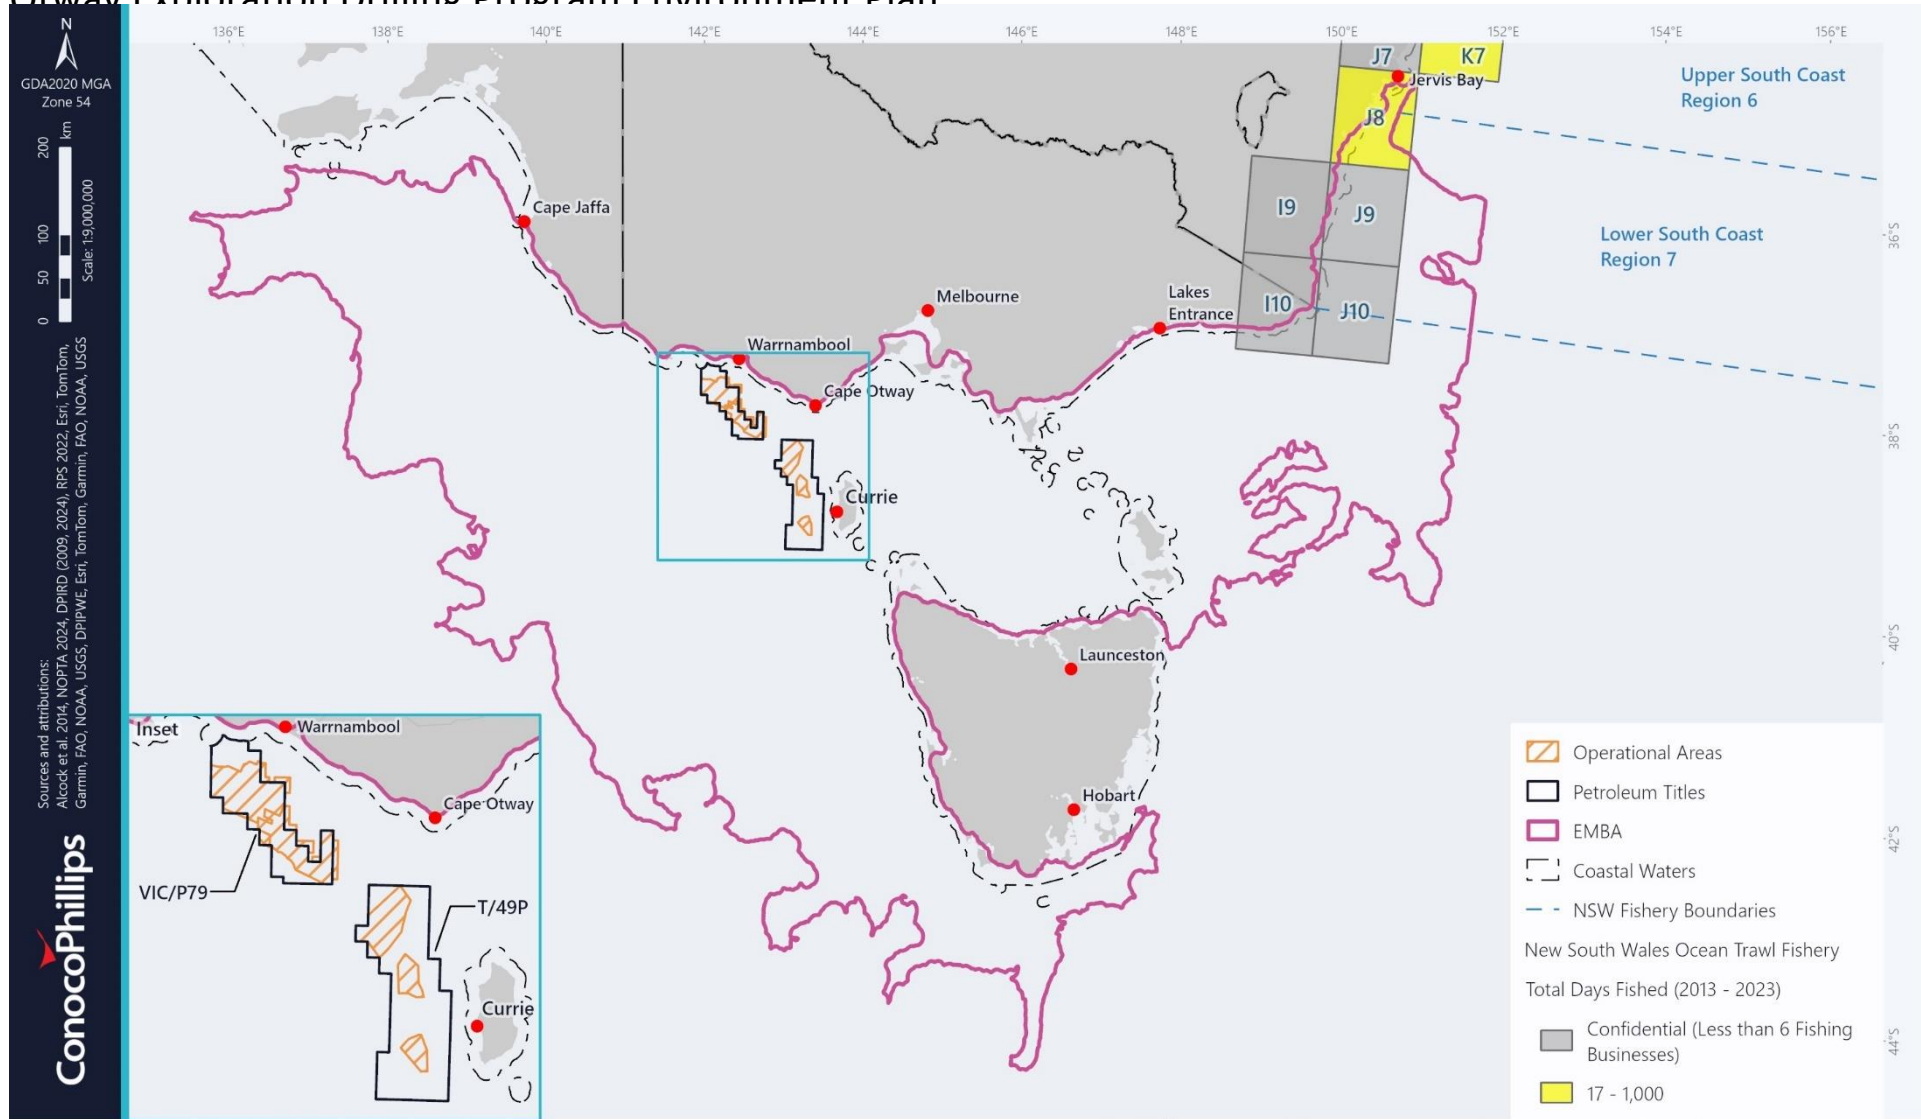 Otway Exploration Drilling Program Environment Plan
N
GDA2020 MGA
Zone 54
0 50 100 200 km
Scale: 1:9,000,000
Sources and attributions:
Alcock et al. 2014, NOPTA 2024, DPIRD (2009, 2024), RPS 2022, Esri, TomTom,
Garmin, FAO, NOAA, USGS, DPIPWE, Esri, TomTom, Garmin, FAO, NOAA, USGS
ConocoPhillips
136°E
138°E
140°E
142°E
144°E
146°E
148°E
150°E
152°E
154°E
156°E
36°S
38°S
40°S
42°S
44°S
J7
K7
Jervis Bay
J8
Upper South Coast
Region 6
I9
J9
Lower South Coast
Region 7
I10
J10
Cape Jaffa
Melbourne
Lakes
Entrance
Warrnambool
Cape Otway
Currie
Launceston
Hobart
Inset
Warrnambool
Cape Otway
VIC/P79
T/49P
Currie
Operational Areas
Petroleum Titles
EMBA
Coastal Waters
NSW Fishery Boundaries
New South Wales Ocean Trawl Fishery
Total Days Fished (2013 - 2023)
Confidential (Less than 6 Fishing
Businesses)
17 - 1,000